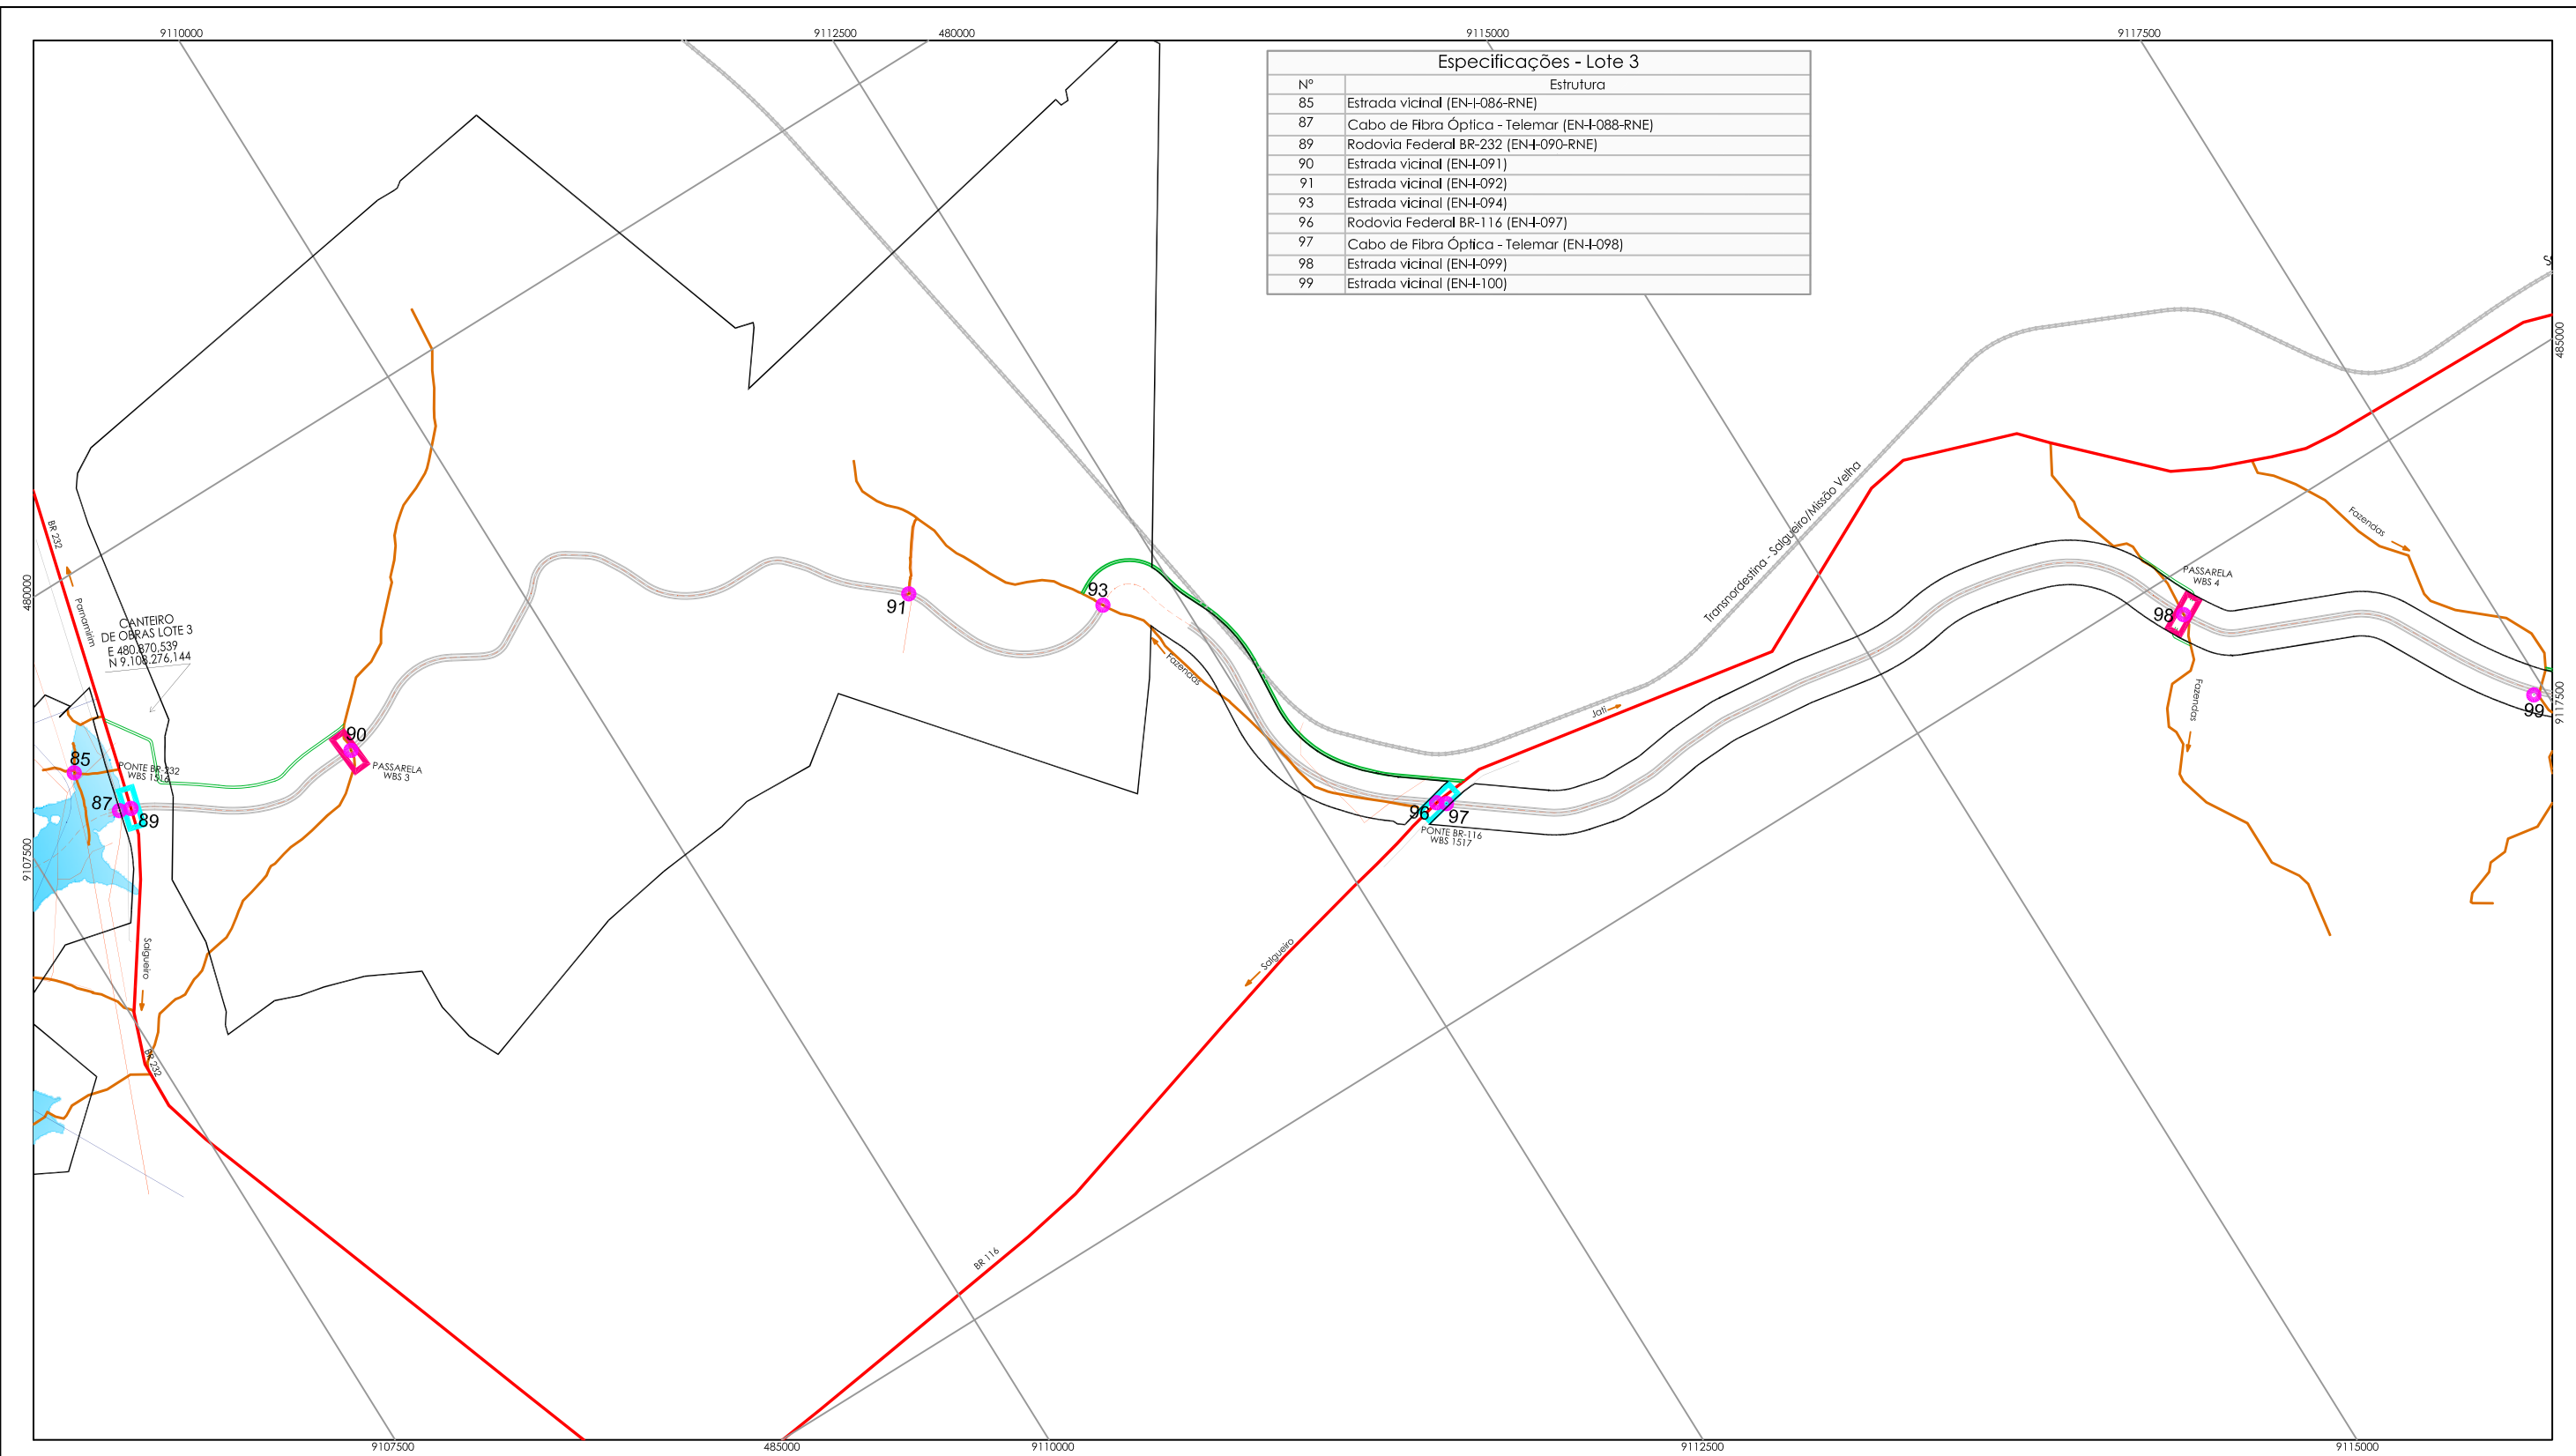 9110000
9112500
480000
9115000
9117500
Especificações - Lote 3
Nº Estrutura
85 Estrada vicinal (EN-I-086-RNE)
87 Cabo de Fibra Óptica - Telemar (EN-I-088-RNE)
89 Rodovia Federal BR-232 (EN-I-090-RNE)
90 Estrada vicinal (EN-I-091)
91 Estrada vicinal (EN-I-092)
93 Estrada vicinal (EN-I-094)
96 Rodovia Federal BR-116 (EN-I-097)
97 Cabo de Fibra Óptica - Telemar (EN-I-098)
98 Estrada vicinal (EN-I-099)
99 Estrada vicinal (EN-I-100)
485000
Transnordestina - Salgueiro/Missão Velha
BR 232
Fazendas
480000
Parnamirim
CANTEIRO
DE OBRAS LOTE 3
E 480.870,539
N 9.108.276,144
91
93
Fazendas
PASSARELA
WBS 4
98
Fazendas
99
9117500
Jati
90
PASSARELA
WBS 3
85
PONTE BR-232
WBS 1516
87
89
96
97
PONTE BR-116
WBS 1517
9107500
Salgueiro
Salgueiro
BR 232
BR 116
9107500
485000
9110000
9112500
9115000